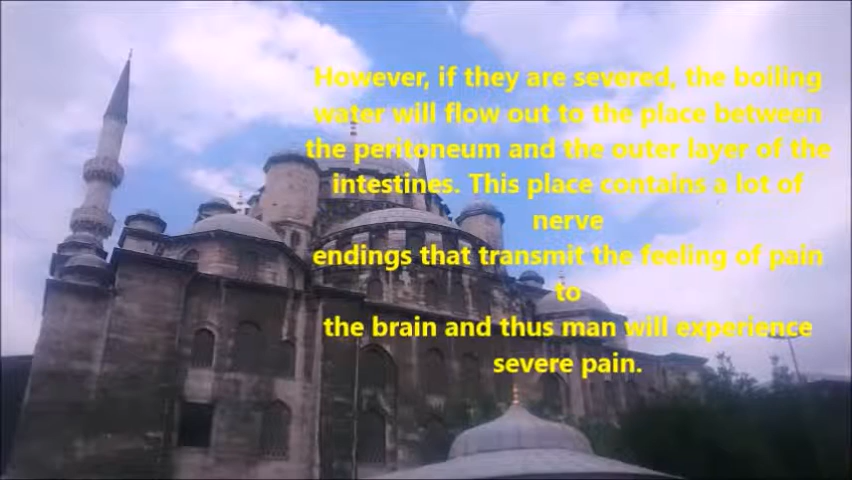 However, if they are severed, the boiling
water will flow out to the place between
the peritoneum and the outer layer of the
intestines. This place contains a lot of
nerve
endings that transmit the feeling of pain
to
the brain and thus man will experience
severe pain.